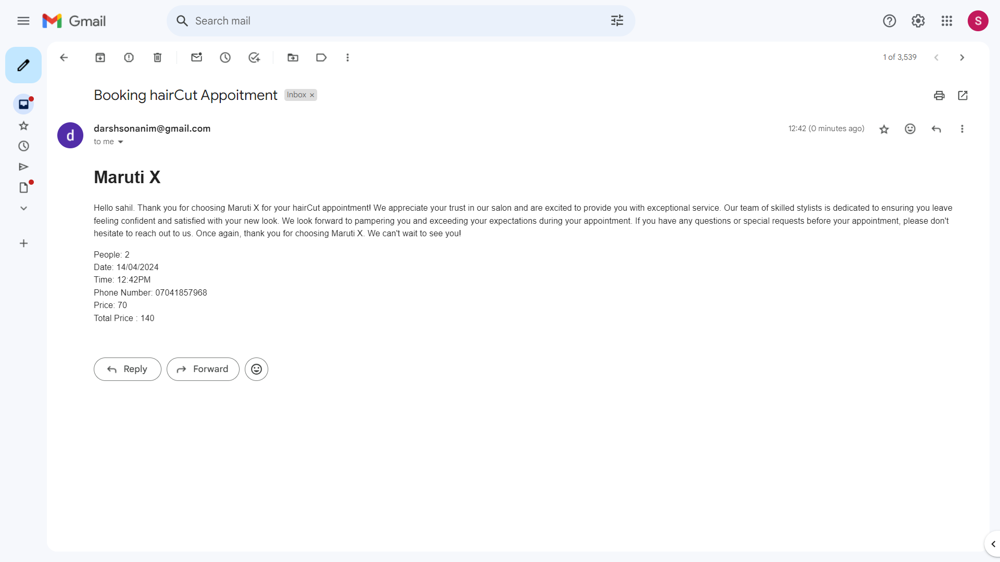 Gmail
Search mail
S
1 of 3,539
Booking hairCut Appoitment
Inbox ×
d
darshsonanim@gmail.com
12:42 (0 minutes ago)
to me
Maruti X
Hello sahil. Thank you for choosing Maruti X for your hairCut appointment! We appreciate your trust in our salon and are excited to provide you with exceptional service. Our team of skilled stylists is dedicated to ensuring you leave
feeling confident and satisfied with your new look. We look forward to pampering you and exceeding your expectations during your appointment. If you have any questions or special requests before your appointment, please don't
hesitate to reach out to us. Once again, thank you for choosing Maruti X. We can't wait to see you!
People: 2
Date: 14/04/2024
Time: 12:42PM
Phone Number: 07041857968
Price: 70
Total Price : 140
Reply
Forward